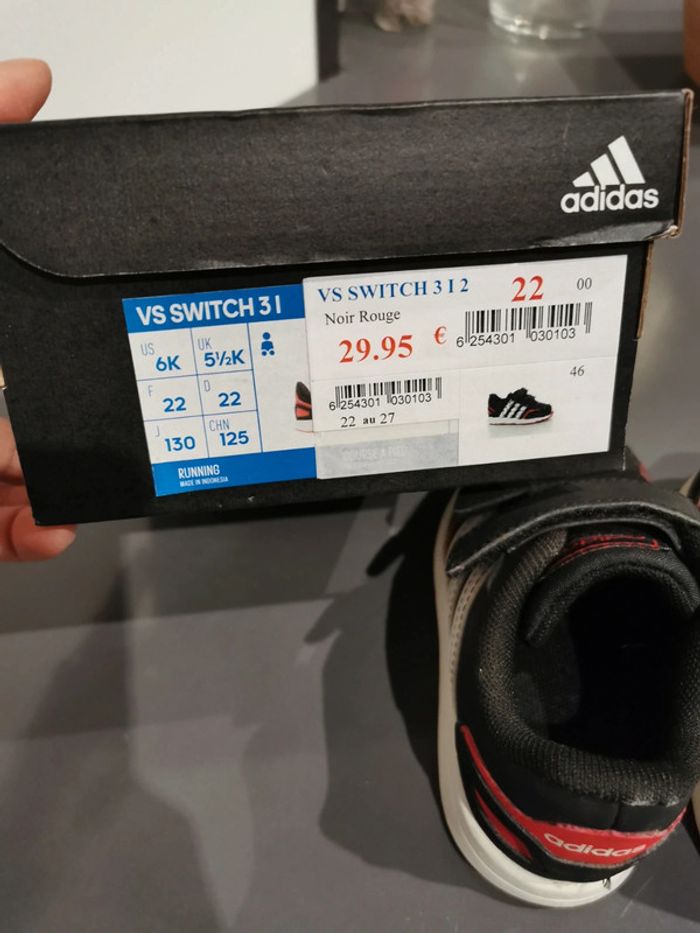 adidas
VS SWITCH 3 I
US 6K UK 5½K
F 22 D 22
J 130 CHN 125
RUNNING
MADE IN INDONESIA
VS SWITCH 3 I 2 22 00
Noir Rouge
29.95 €
6 254301 030103
6 254301 030103
46
22 au 27
COURSE A PIED
adidas